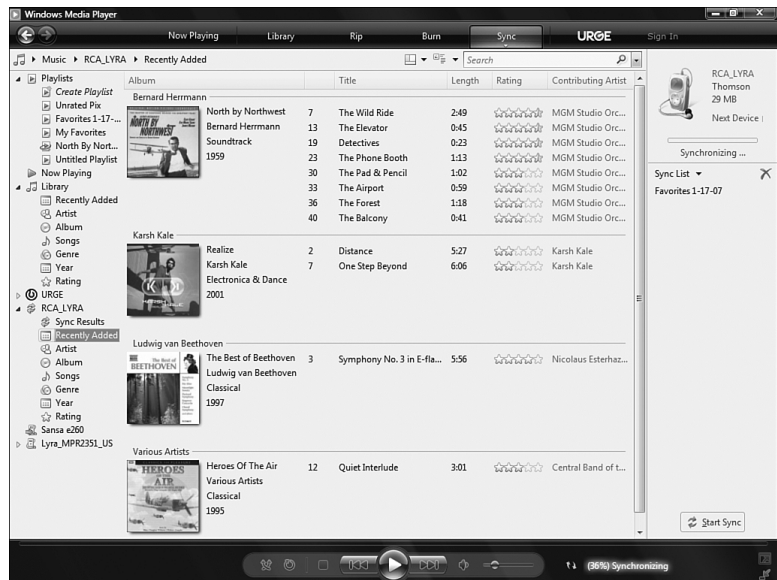 Windows Media Player
Now Playing Library Rip Burn Sync URGE Sign In
Music RCA_LYRA Recently Added
Search
Playlists
Create Playlist
Unrated Pix
Favorites 1-17-...
My Favorites
North By Nort...
Untitled Playlist
Now Playing
Library
Recently Added
Artist
Album
Songs
Genre
Year
Rating
URGE
RCA_LYRA
Sync Results
Recently Added
Artist
Album
Songs
Genre
Year
Rating
Sansa e260
Lyra_MPR2351_US
Album Title Length Rating Contributing Artist
Bernard Herrmann
NORTH BY NORTHWEST
North by Northwest
Bernard Herrmann
Soundtrack
1959
7 The Wild Ride 2:49 MGM Studio Orc...
13 The Elevator 0:45 MGM Studio Orc...
19 Detectives 0:23 MGM Studio Orc...
23 The Phone Booth 1:13 MGM Studio Orc...
30 The Pad & Pencil 1:02 MGM Studio Orc...
33 The Airport 0:59 MGM Studio Orc...
36 The Forest 1:18 MGM Studio Orc...
40 The Balcony 0:41 MGM Studio Orc...
Karsh Kale
Realize
Karsh Kale
Electronica & Dance
2001
2 Distance 5:27 Karsh Kale
7 One Step Beyond 6:06 Karsh Kale
Ludwig van Beethoven
The Best of
BEETHOVEN
The Best of Beethoven
Ludwig van Beethoven
Classical
1997
3 Symphony No. 3 in E-fla... 5:56 Nicolaus Esterhaz...
Various Artists
HEROES
OF THE
AIR
Heroes Of The Air
Various Artists
Classical
1995
12 Quiet Interlude 3:01 Central Band of t...
RCA_LYRA
Thomson
29 MB
Next Device
Synchronizing ...
Sync List
Favorites 1-17-07
Start Sync
(36%) Synchronizing